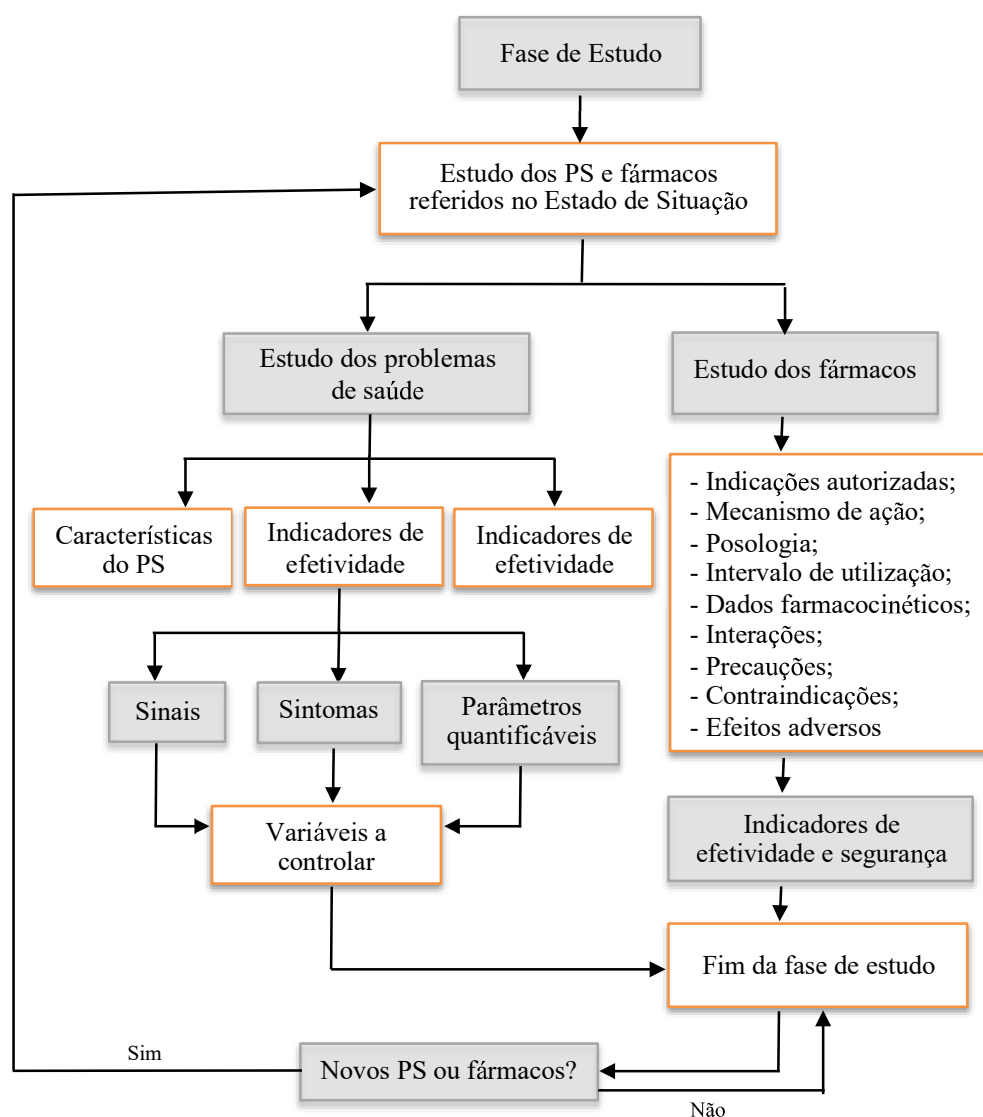 Fase de Estudo
Estudo dos PS e fármacos
referidos no Estado de Situação
Estudo dos problemas
de saúde
Estudo dos fármacos
Características
do PS
Indicadores de
efetividade
Indicadores de
efetividade
- Indicações autorizadas;
- Mecanismo de ação;
- Posologia;
- Intervalo de utilização;
- Dados farmacocinéticos;
- Interações;
- Precauções;
- Contraindicações;
- Efeitos adversos
Sinais
Sintomas
Parâmetros
quantificáveis
Variáveis a
controlar
Indicadores de
efetividade e segurança
Fim da fase de estudo
Sim
Novos PS ou fármacos?
Não